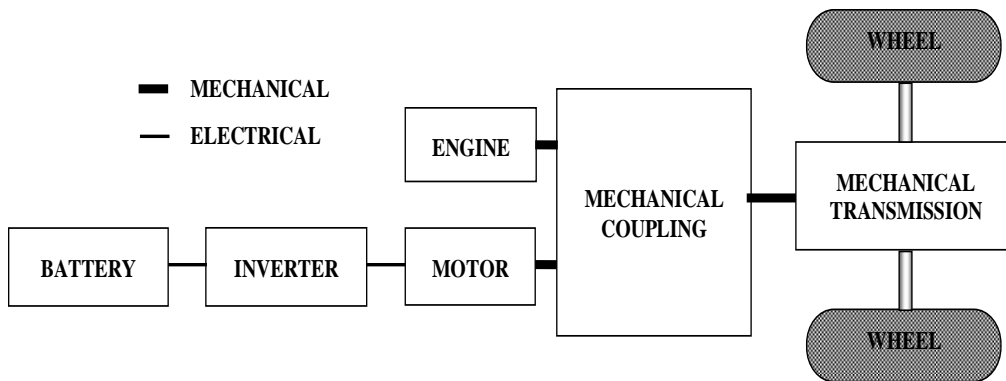 WHEEL
MECHANICAL
ELECTRICAL
ENGINE
MECHANICAL
COUPLING
MECHANICAL
TRANSMISSION
BATTERY
INVERTER
MOTOR
WHEEL